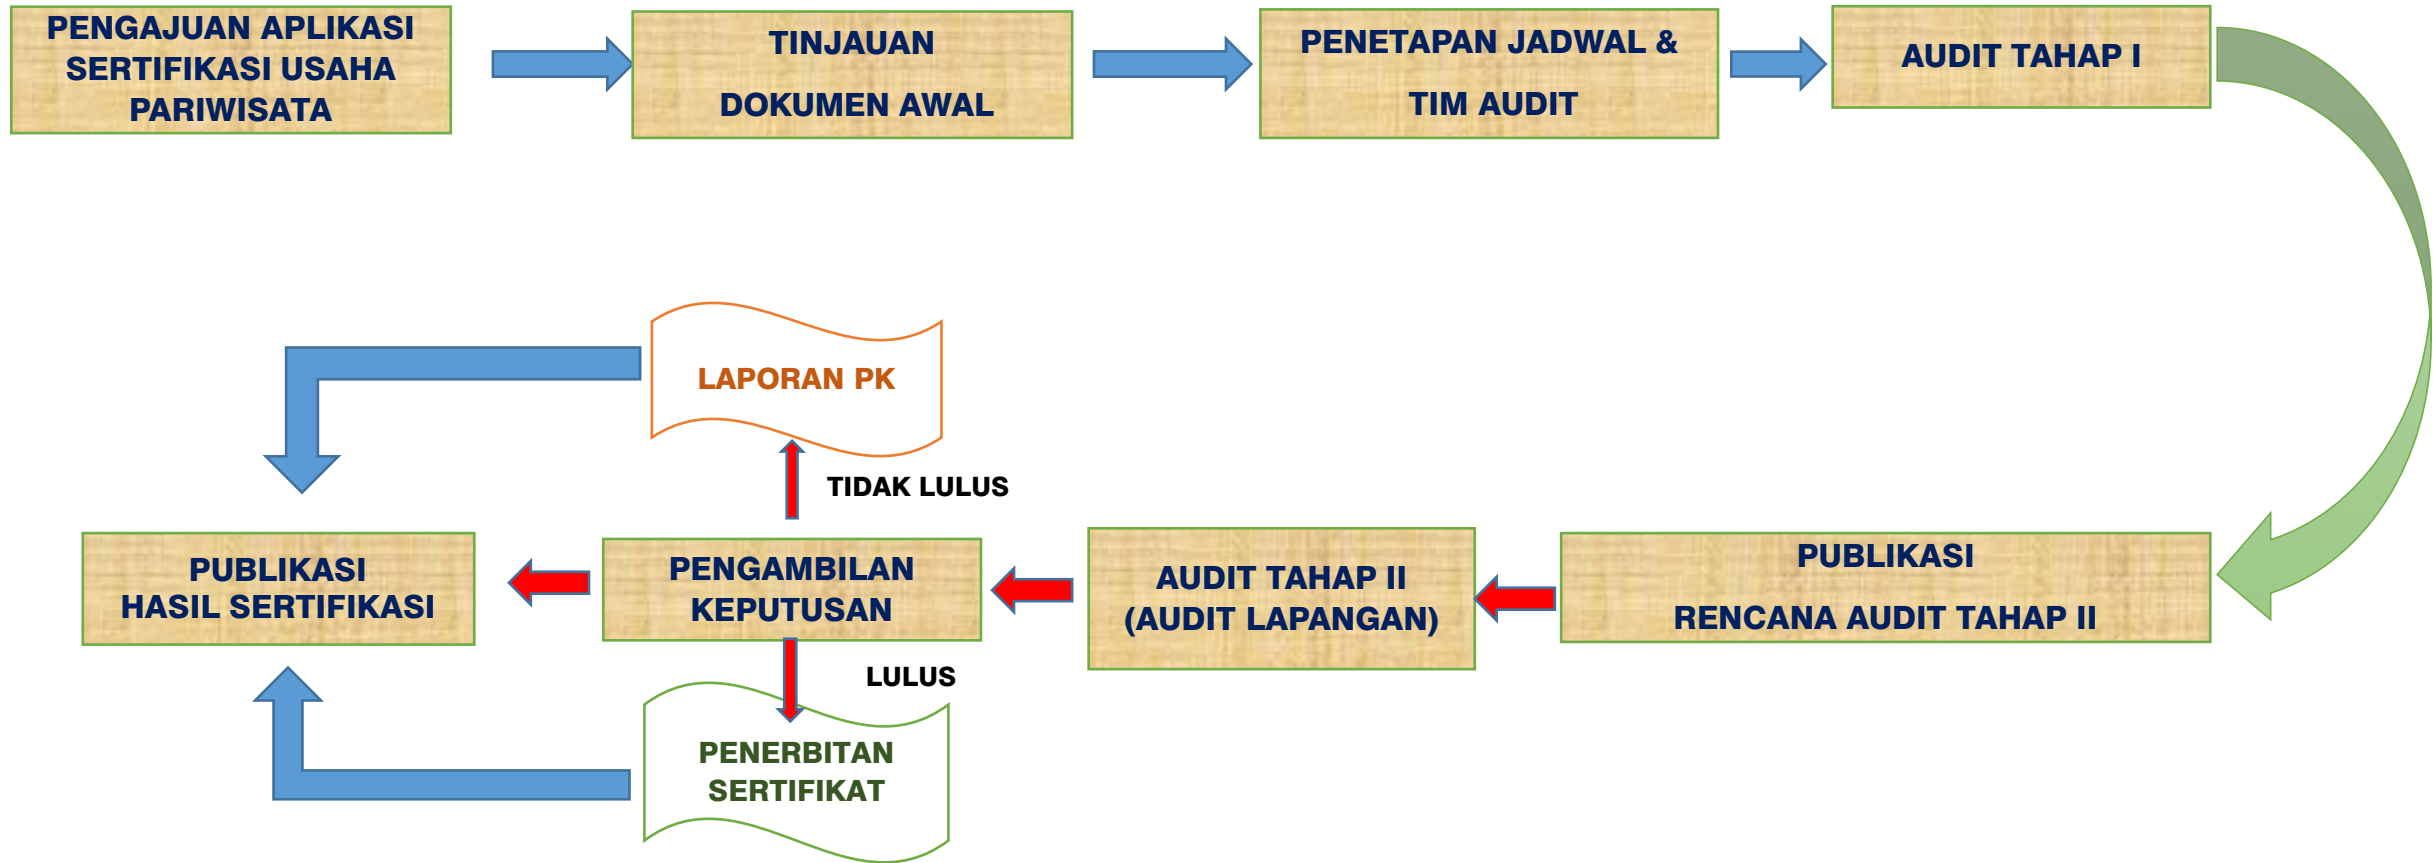 PENGAJUAN APLIKASI
SERTIFIKASI USAHA
PARIWISATA
TINJAUAN
DOKUMEN AWAL
PENETAPAN JADWAL &
TIM AUDIT
AUDIT TAHAP I
PUBLIKASI
RENCANA AUDIT TAHAP II
AUDIT TAHAP II
(AUDIT LAPANGAN)
PENGAMBILAN
KEPUTUSAN
TIDAK LULUS
LAPORAN PK
LULUS
PENERBITAN
SERTIFIKAT
PUBLIKASI
HASIL SERTIFIKASI